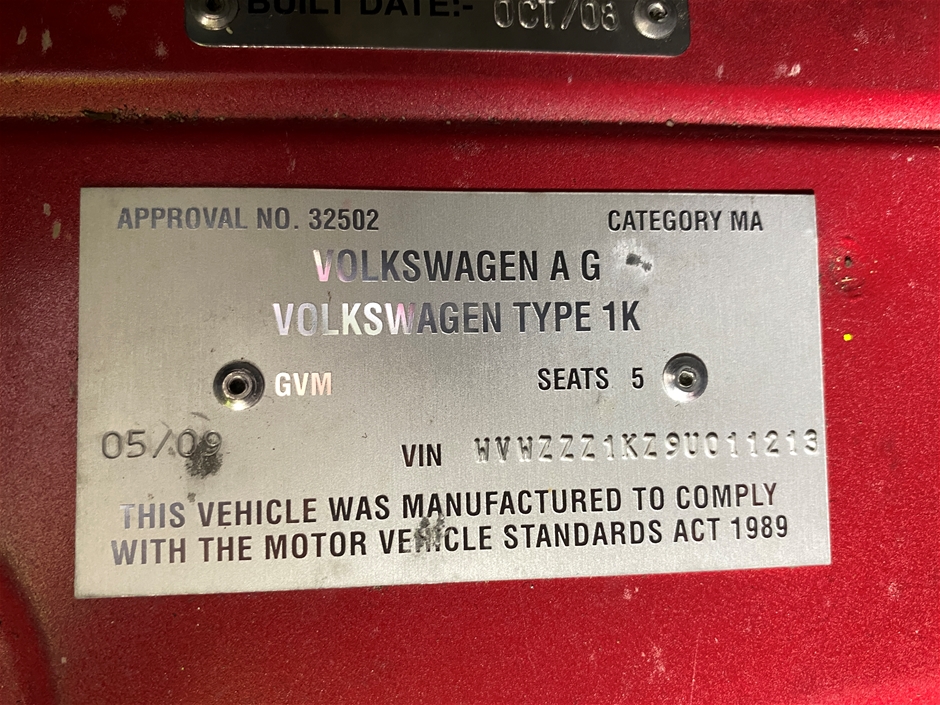 BUILT DATE:- OCT/08
APPROVAL NO. 32502 CATEGORY MA
VOLKSWAGEN A G
VOLKSWAGEN TYPE 1K
GVM SEATS 5
05/09 VIN WVWZZZ1KZ9U011213
THIS VEHICLE WAS MANUFACTURED TO COMPLY
WITH THE MOTOR VEHICLE STANDARDS ACT 1989